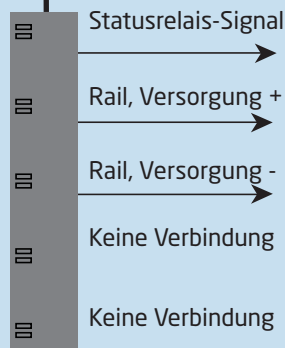 Statusrelais-Signal
Rail, Versorgung +
Rail, Versorgung -
Keine Verbindung
Keine Verbindung